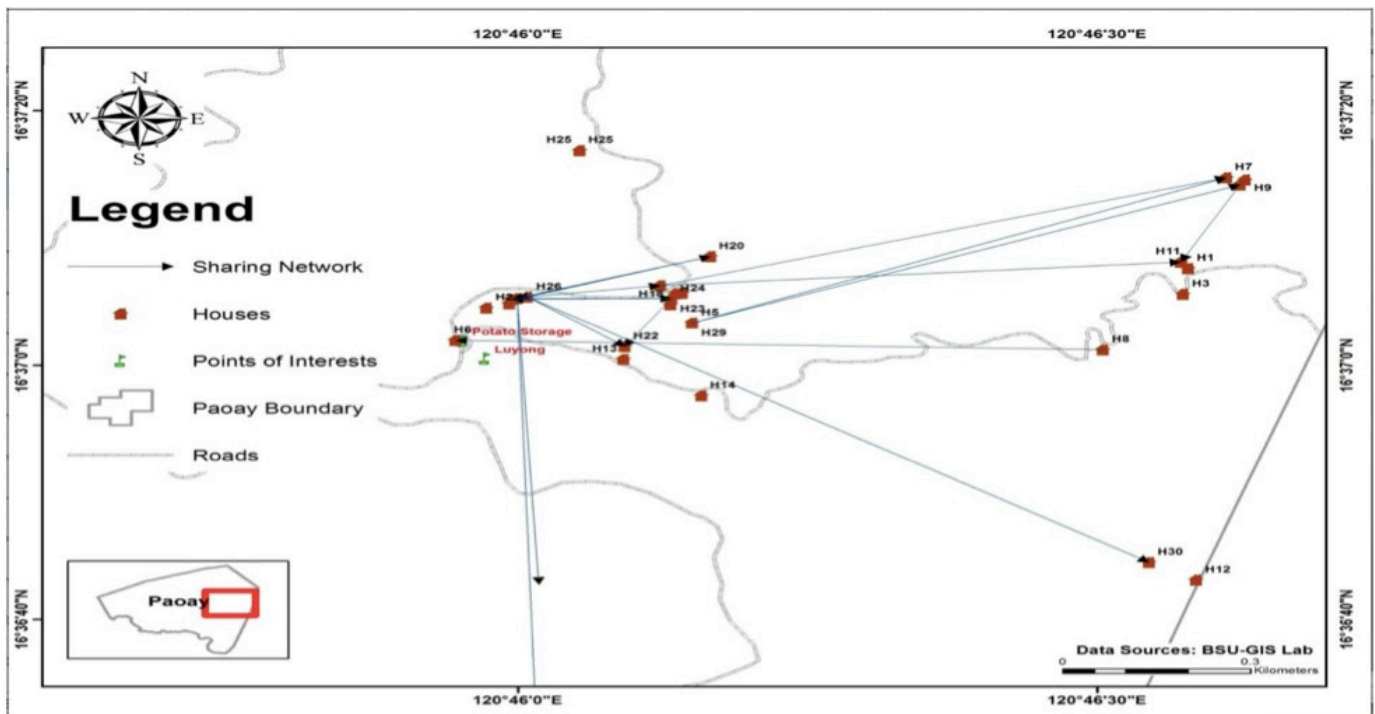 120°46'0"E 120°46'30"E
16°37'20"N 16°37'20"N
N
W E
S
H25 H25
H7
H9
Legend
H20
H11 H1
Sharing Network
H26
H24
H3
H23
Houses
H5
H6 Potato Storage
H22 H29
H8
Luyong
H13
Points of Interests
16°37'0"N 16°37'0"N
H14
Paoay Boundary
Roads
H30
H12
Paoay
16°36'40"N 16°36'40"N
Data Sources: BSU-GIS Lab
0 0.3
Kilometers
120°46'0"E 120°46'30"E